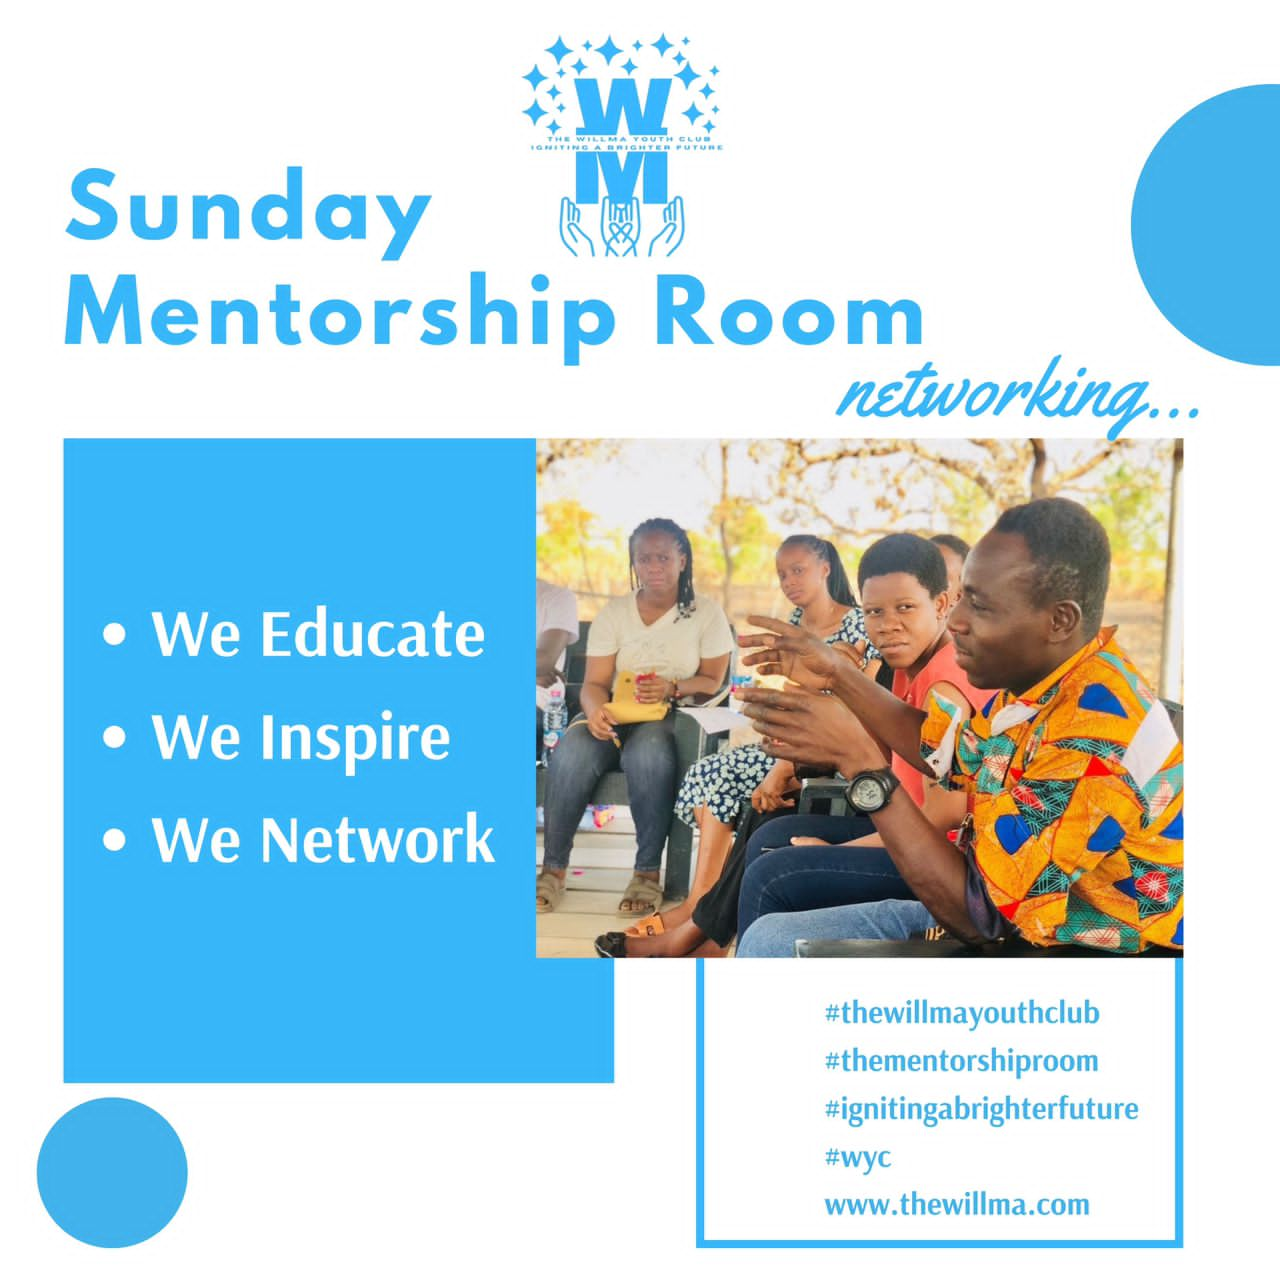 W
THE WILLMA YOUTH CLUB
IGNITING A BRIGHTER FUTURE
M
Sunday
Mentorship Room
networking...
• We Educate
• We Inspire
• We Network
#thewillmayouthclub
#thementorshiproom
#ignitingabrighterfuture
#wyc
www.thewillma.com